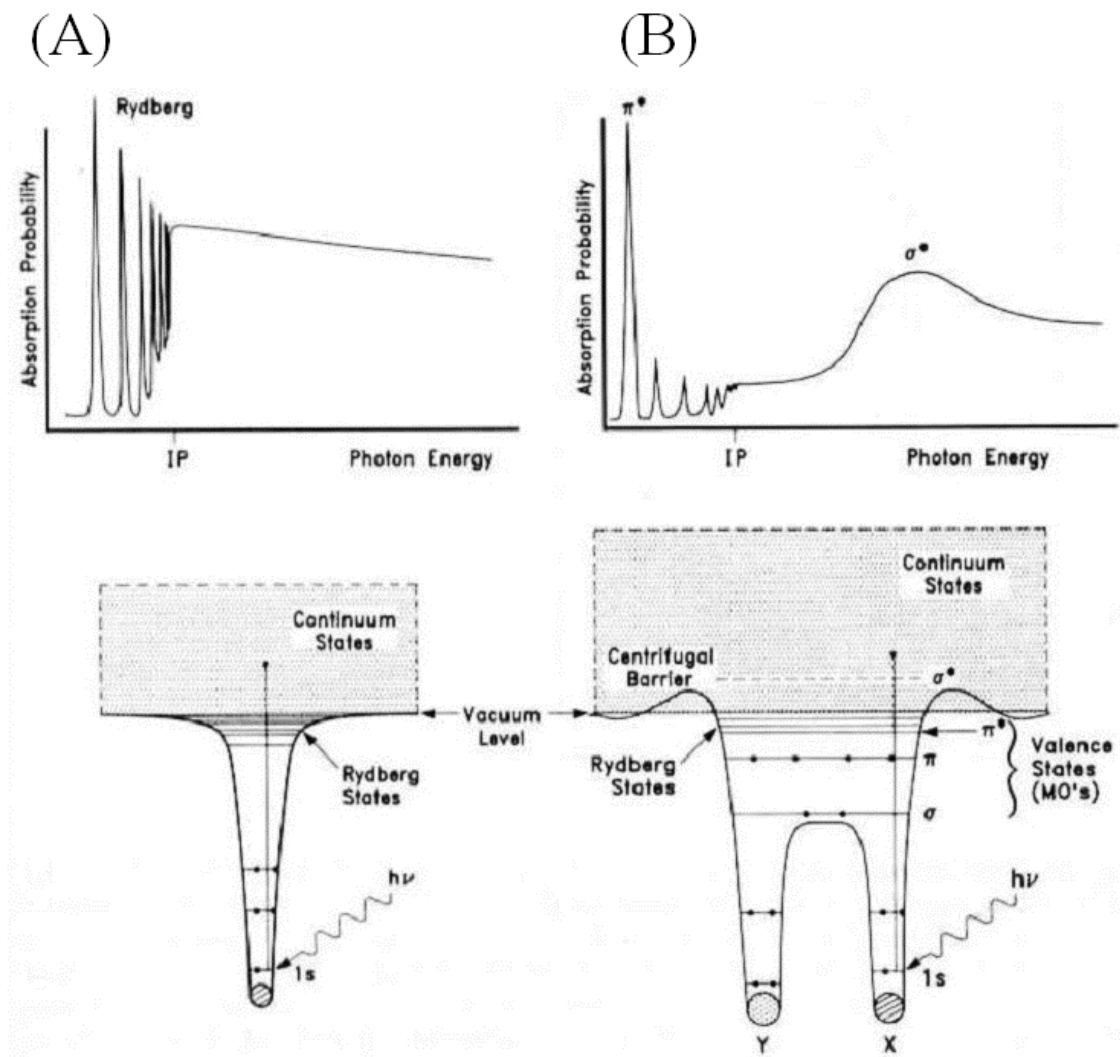 (A)
(B)
Rydberg
Absorption Probability
IP
Photon Energy
π*
σ*
Absorption Probability
IP
Photon Energy
Continuum
States
Vacuum
Level
Rydberg
States
hν
1s
Continuum
States
Centrifugal
Barrier
σ*
π*
Rydberg
States
π
Valence
States
(MO's)
σ
hν
1s
Y
X